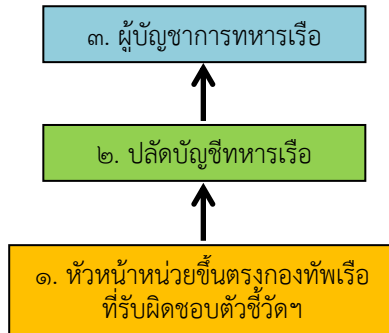 ๓. ผู้บัญชาการทหารเรือ
๒. ปลัดบัญชีทหารเรือ
๑. หัวหน้าหน่วยขึ้นตรงกองทัพเรือ
ที่รับผิดชอบตัวชี้วัดฯ